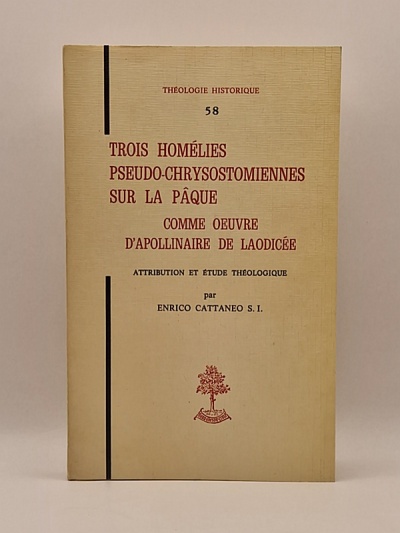 THÉOLOGIE HISTORIQUE
58
TROIS HOMÉLIES
PSEUDO-CHRYSOSTOMIENNES
SUR LA PÂQUE
COMME OEUVRE
D'APOLLINAIRE DE LAODICÉE
ATTRIBUTION ET ÉTUDE THÉOLOGIQUE
par
ENRICO CATTANEO S. I.